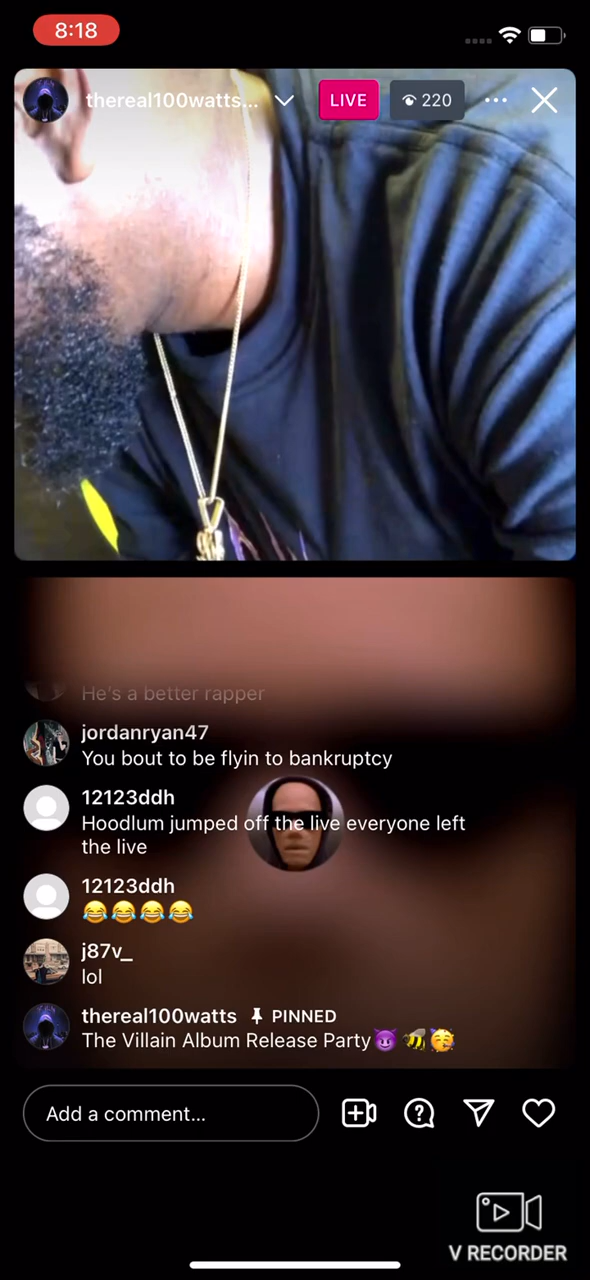 8:18
thereal100watts...
LIVE
220
He's a better rapper
jordanryan47
You bout to be flyin to bankruptcy
12123ddh
Hoodlum jumped off the live everyone left
the live
12123ddh
😂😂😂😂
j87v_
lol
thereal100watts PINNED
The Villain Album Release Party😈 🐝🥳
Add a comment...
V RECORDER